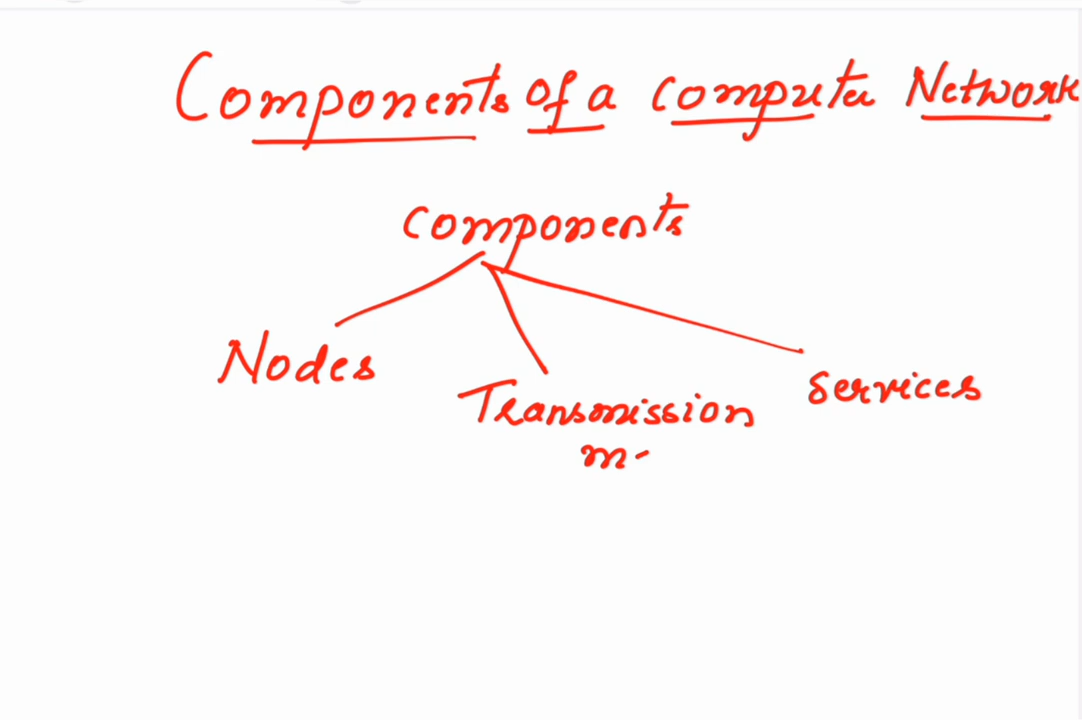 Components of a computer Network
Components
Nodes
Transmission
services
m-